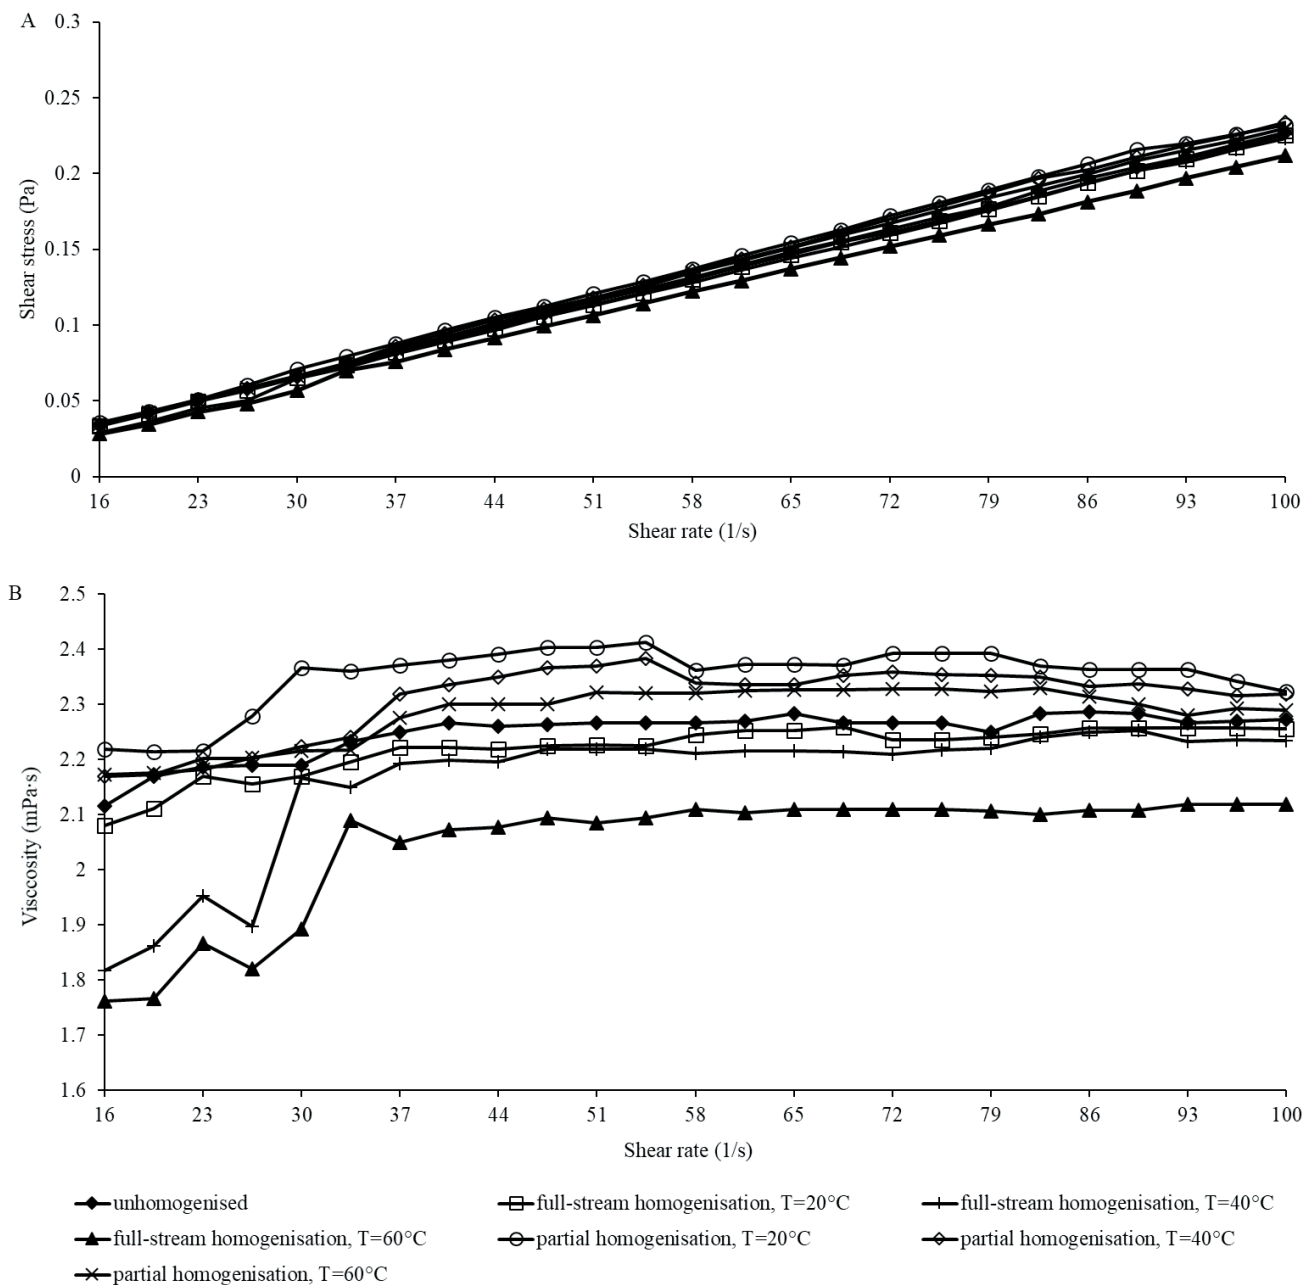 A
0.3
0.25
0.2
0.15
0.1
0.05
0
Shear stress (Pa)
16 23 30 37 44 51 58 65 72 79 86 93 100
Shear rate (1/s)
B
2.5
2.4
2.3
2.2
2.1
2
1.9
1.8
1.7
1.6
Visccosity (mPa·s)
16 23 30 37 44 51 58 65 72 79 86 93 100
Shear rate (1/s)
unhomogenised
full-stream homogenisation, T=20°C
full-stream homogenisation, T=40°C
full-stream homogenisation, T=60°C
partial homogenisation, T=20°C
partial homogenisation, T=40°C
partial homogenisation, T=60°C